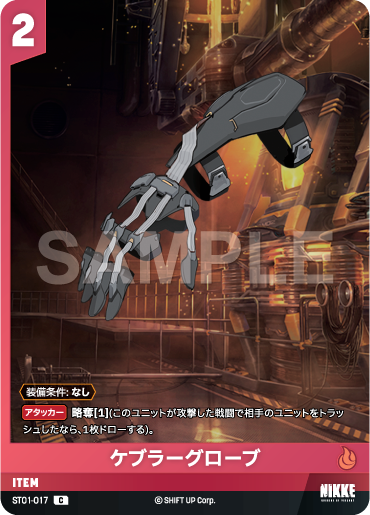 2
SAMPLE
装備条件: なし
アタッカー 略奪[1](このユニットが攻撃した戦闘で相手のユニットをトラッ
シュしたなら、1枚ドローする)。
ケブラーグローブ
ITEM
ST01-017 C
© SHIFT UP Corp.
NIKKE
GODDESS OF VICTORY